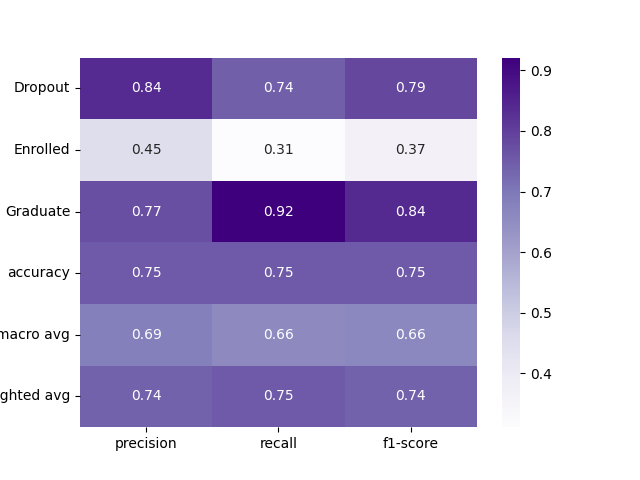 Dropout 0.84 0.74 0.79
Enrolled 0.45 0.31 0.37
Graduate 0.77 0.92 0.84
accuracy 0.75 0.75 0.75
macro avg 0.69 0.66 0.66
ghted avg 0.74 0.75 0.74
precision recall f1-score
0.9
0.8
0.7
0.6
0.5
0.4